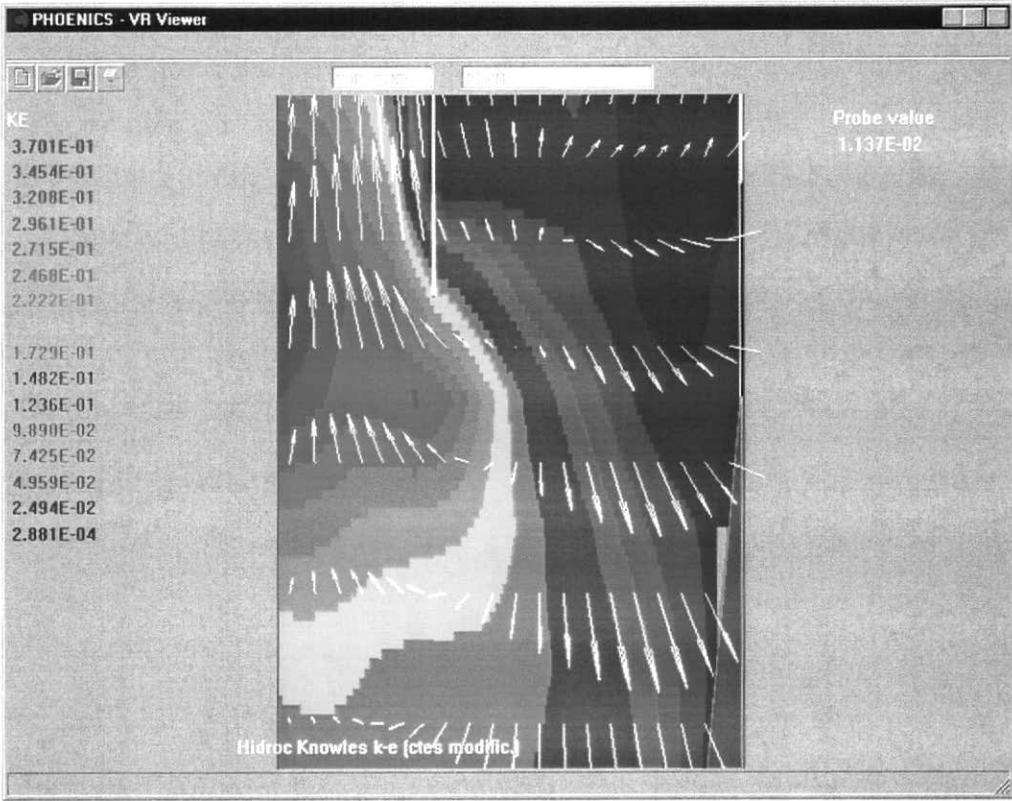 PHOENICS - VR Viewer
KE
3.701E-01
3.454E-01
3.208E-01
2.961E-01
2.715E-01
2.468E-01
2.222E-01
1.729E-01
1.482E-01
1.236E-01
9.890E-02
7.425E-02
4.959E-02
2.494E-02
2.881E-04
Probe value
1.137E-02
Hidroc Knowles k-e (ctes modific.)